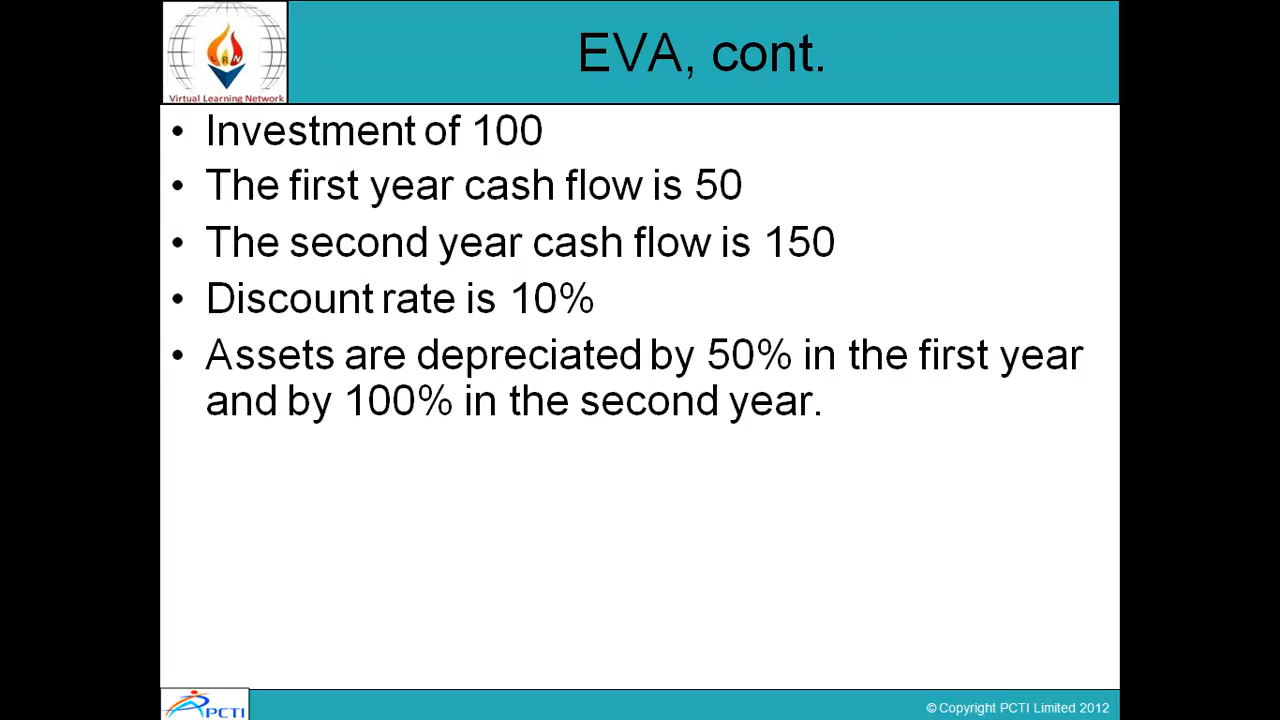 EVA, cont.
LRN
Virtual Learning Network
• Investment of 100
• The first year cash flow is 50
• The second year cash flow is 150
• Discount rate is 10%
• Assets are depreciated by 50% in the first year
and by 100% in the second year.
PCTI
© Copyright PCTI Limited 2012